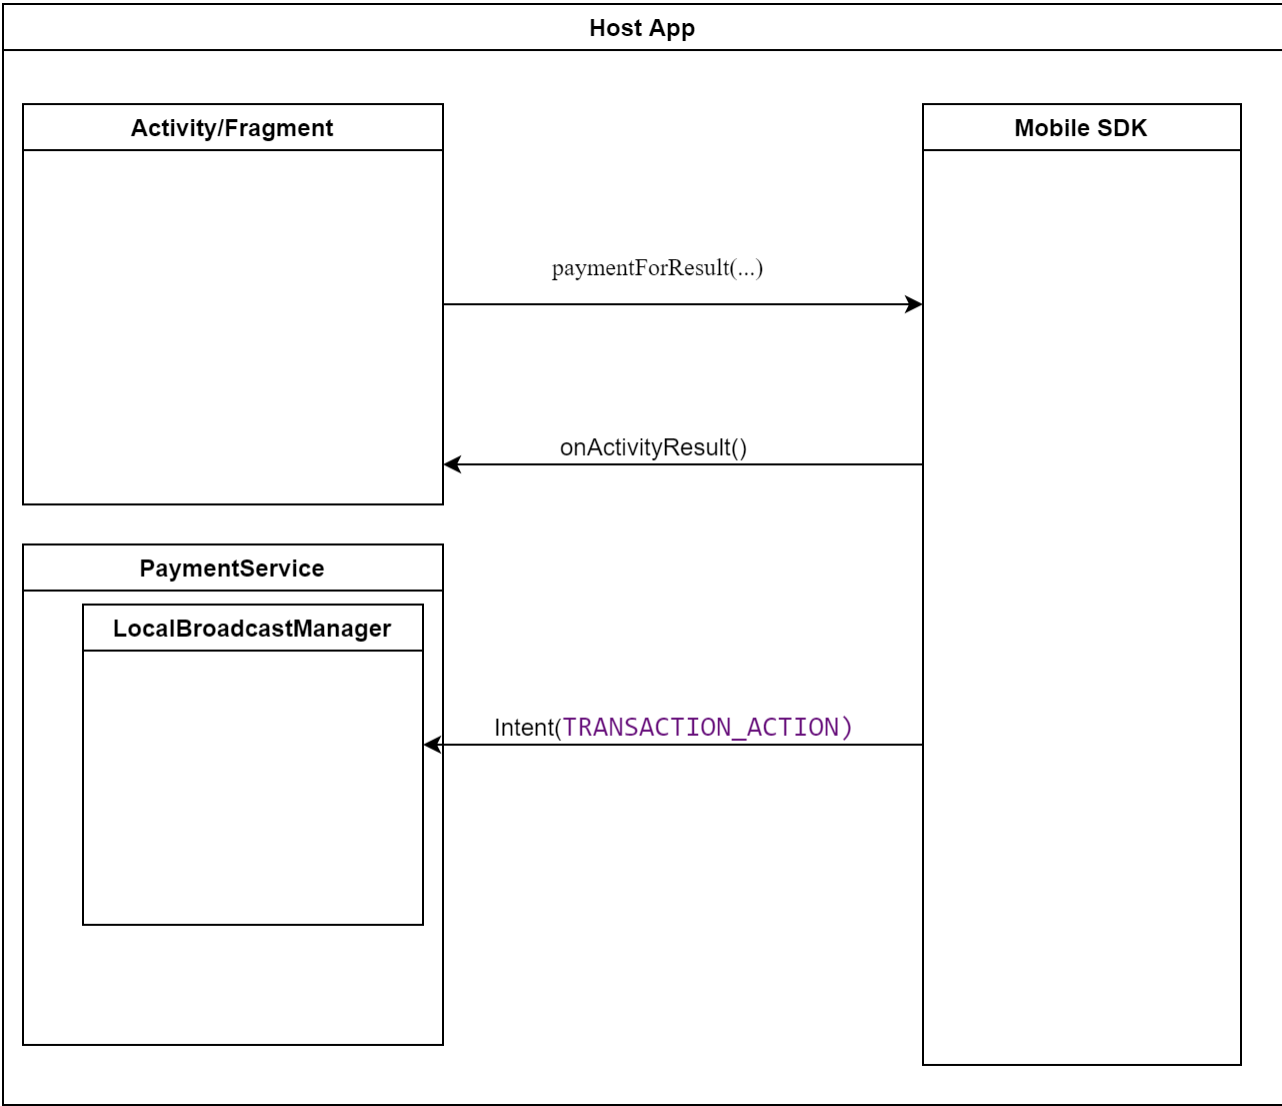 Host App
Activity/Fragment
Mobile SDK
paymentForResult(...)
onActivityResult()
PaymentService
LocalBroadcastManager
Intent(TRANSACTION_ACTION)